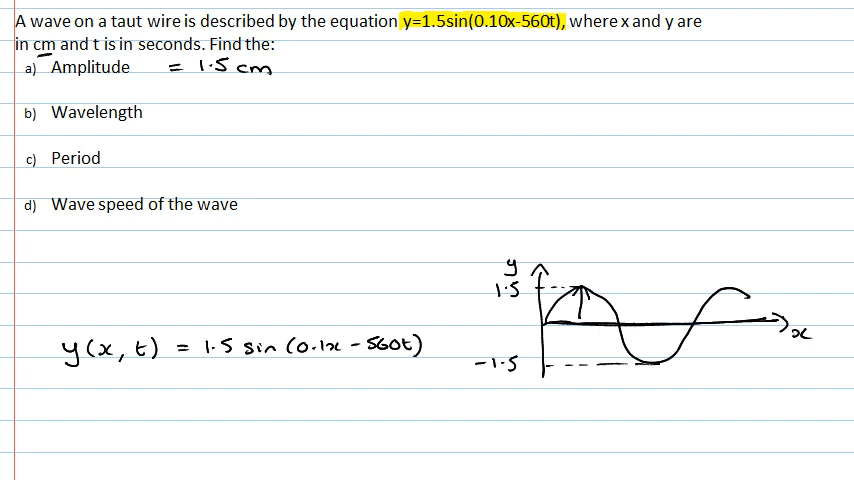 A wave on a taut wire is described by the equation y=1.5sin(0.10x-560t), where x and y are
in cm and t is in seconds. Find the:
a) Amplitude = 1.5 cm
b) Wavelength
c) Period
d) Wave speed of the wave
y
1.5
x
y(x, t) = 1.5 sin (0.1x - 560t)
-1.5